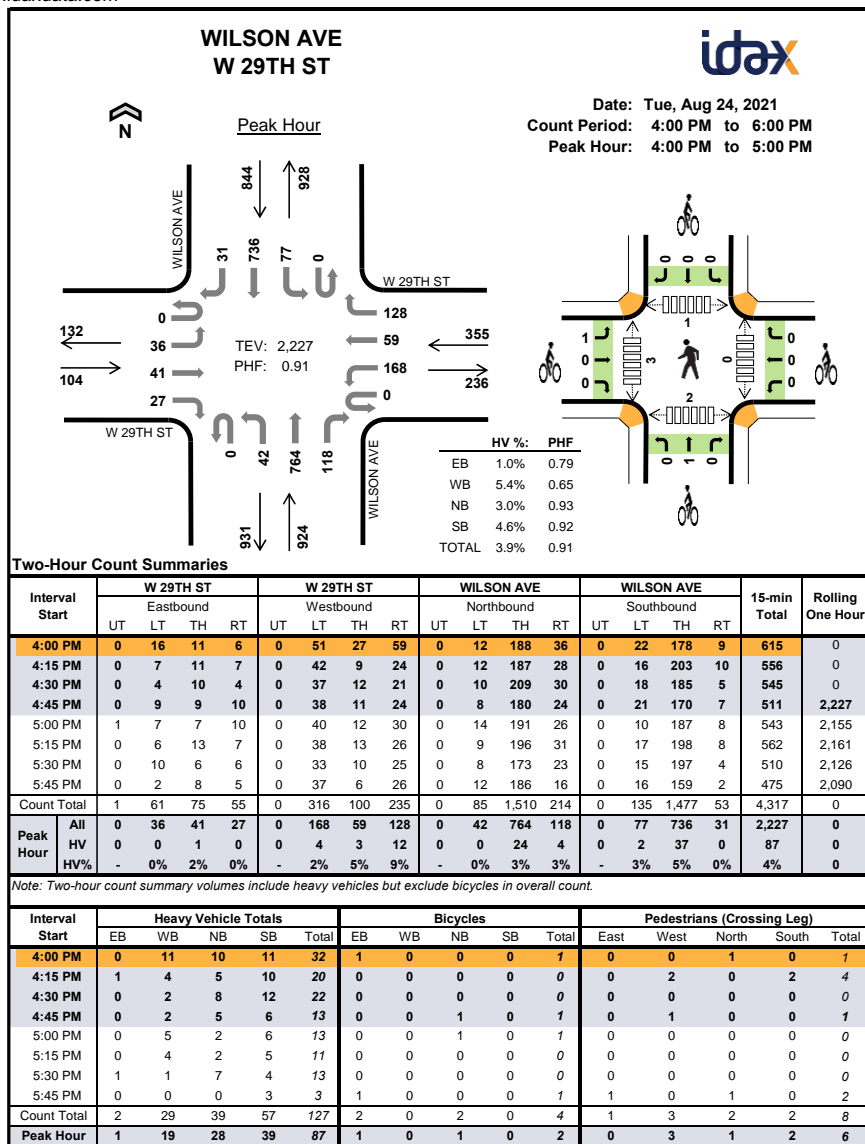 WILSON AVE
W 29TH ST
idax
Date: Tue, Aug 24, 2021
Count Period: 4:00 PM to 6:00 PM
Peak Hour: 4:00 PM to 5:00 PM
N
Peak Hour
844
928
WILSON AVE
31 736 77 0
W 29TH ST
0
36
41
27
132
104
TEV: 2,227
PHF: 0.91
128
59
168
0
355
236
W 29TH ST
0 42 764 118
WILSON AVE
931
924
0 0 0
1
1
0
0
3
0
0
0
0
2
0 1 0
HV %: PHF
EB 1.0% 0.79
WB 5.4% 0.65
NB 3.0% 0.93
SB 4.6% 0.92
TOTAL 3.9% 0.91
Two-Hour Count Summaries
Interval Start W 29TH ST W 29TH ST WILSON AVE WILSON AVE 15-min Total Rolling One Hour
Eastbound Westbound Northbound Southbound
UT LT TH RT UT LT TH RT UT LT TH RT UT LT TH RT
4:00 PM 0 16 11 6 0 51 27 59 0 12 188 36 0 22 178 9 615 0
4:15 PM 0 7 11 7 0 42 9 24 0 12 187 28 0 16 203 10 556 0
4:30 PM 0 4 10 4 0 37 12 21 0 10 209 30 0 18 185 5 545 0
4:45 PM 0 9 9 10 0 38 11 24 0 8 180 24 0 21 170 7 511 2,227
5:00 PM 1 7 7 10 0 40 12 30 0 14 191 26 0 10 187 8 543 2,155
5:15 PM 0 6 13 7 0 38 13 26 0 9 196 31 0 17 198 8 562 2,161
5:30 PM 0 10 6 6 0 33 10 25 0 8 173 23 0 15 197 4 510 2,126
5:45 PM 0 2 8 5 0 37 6 26 0 12 186 16 0 16 159 2 475 2,090
Count Total 1 61 75 55 0 316 100 235 0 85 1,510 214 0 135 1,477 53 4,317 0
Peak Hour All 0 36 41 27 0 168 59 128 0 42 764 118 0 77 736 31 2,227 0
HV 0 0 1 0 0 4 3 12 0 0 24 4 0 2 37 0 87 0
HV% - 0% 2% 0% - 2% 5% 9% - 0% 3% 3% - 3% 5% 0% 4% 0
Note: Two-hour count summary volumes include heavy vehicles but exclude bicycles in overall count.
Interval Start Heavy Vehicle Totals Bicycles Pedestrians (Crossing Leg)
EB WB NB SB Total EB WB NB SB Total East West North South Total
4:00 PM 0 11 10 11 32 1 0 0 0 1 0 0 1 0 1
4:15 PM 1 4 5 10 20 0 0 0 0 0 0 2 0 2 4
4:30 PM 0 2 8 12 22 0 0 0 0 0 0 0 0 0 0
4:45 PM 0 2 5 6 13 0 0 1 0 1 0 1 0 0 1
5:00 PM 0 5 2 6 13 0 0 1 0 1 0 0 0 0 0
5:15 PM 0 4 2 5 11 0 0 0 0 0 0 0 0 0 0
5:30 PM 1 1 7 4 13 0 0 0 0 0 0 0 0 0 0
5:45 PM 0 0 0 3 3 1 0 0 0 1 1 0 1 0 2
Count Total 2 29 39 57 127 2 0 2 0 4 1 3 2 2 8
Peak Hour 1 19 28 39 87 1 0 1 0 2 0 3 1 2 6